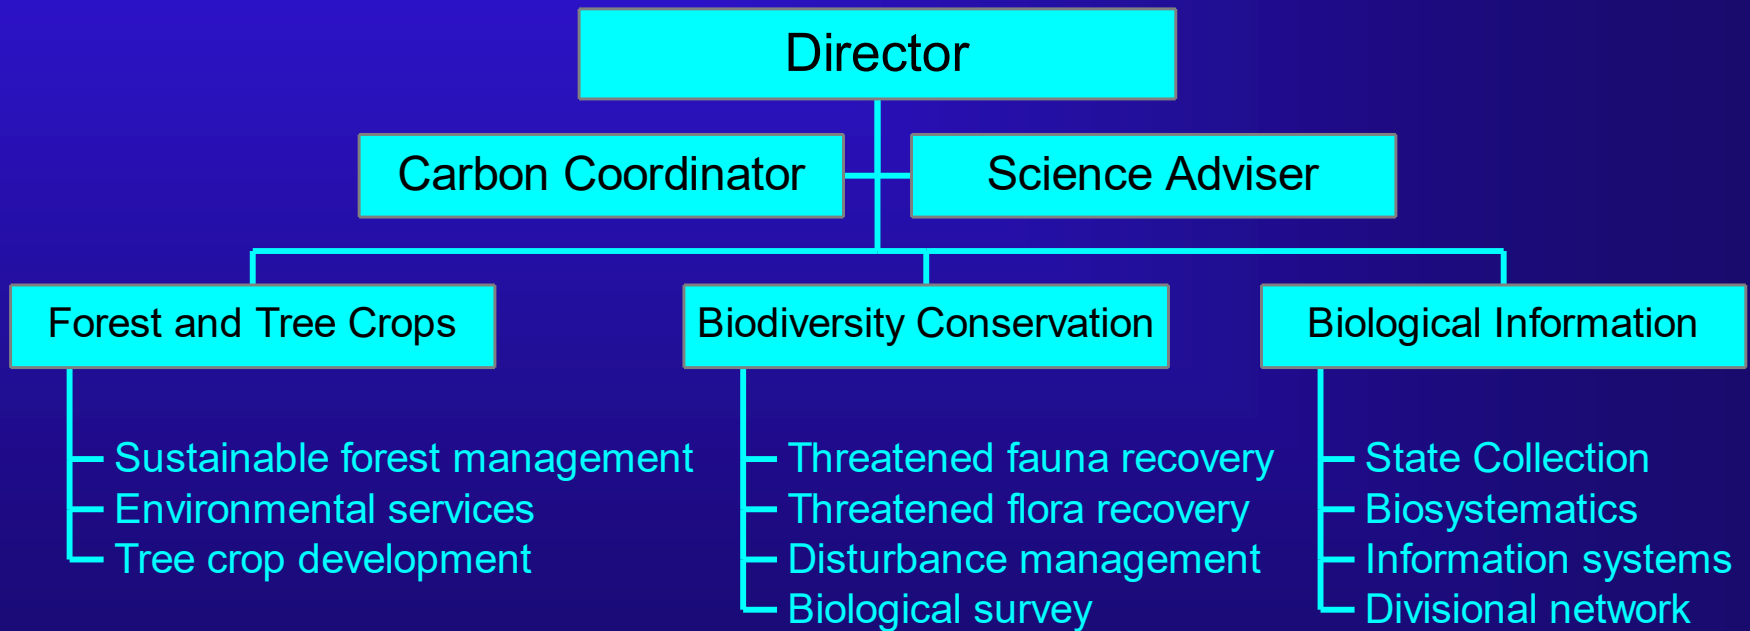 Director
Carbon Coordinator
Science Adviser
Forest and Tree Crops
Biodiversity Conservation
Biological Information
Sustainable forest management
Environmental services
Tree crop development
Threatened fauna recovery
Threatened flora recovery
Disturbance management
Biological survey
State Collection
Biosystematics
Information systems
Divisional network